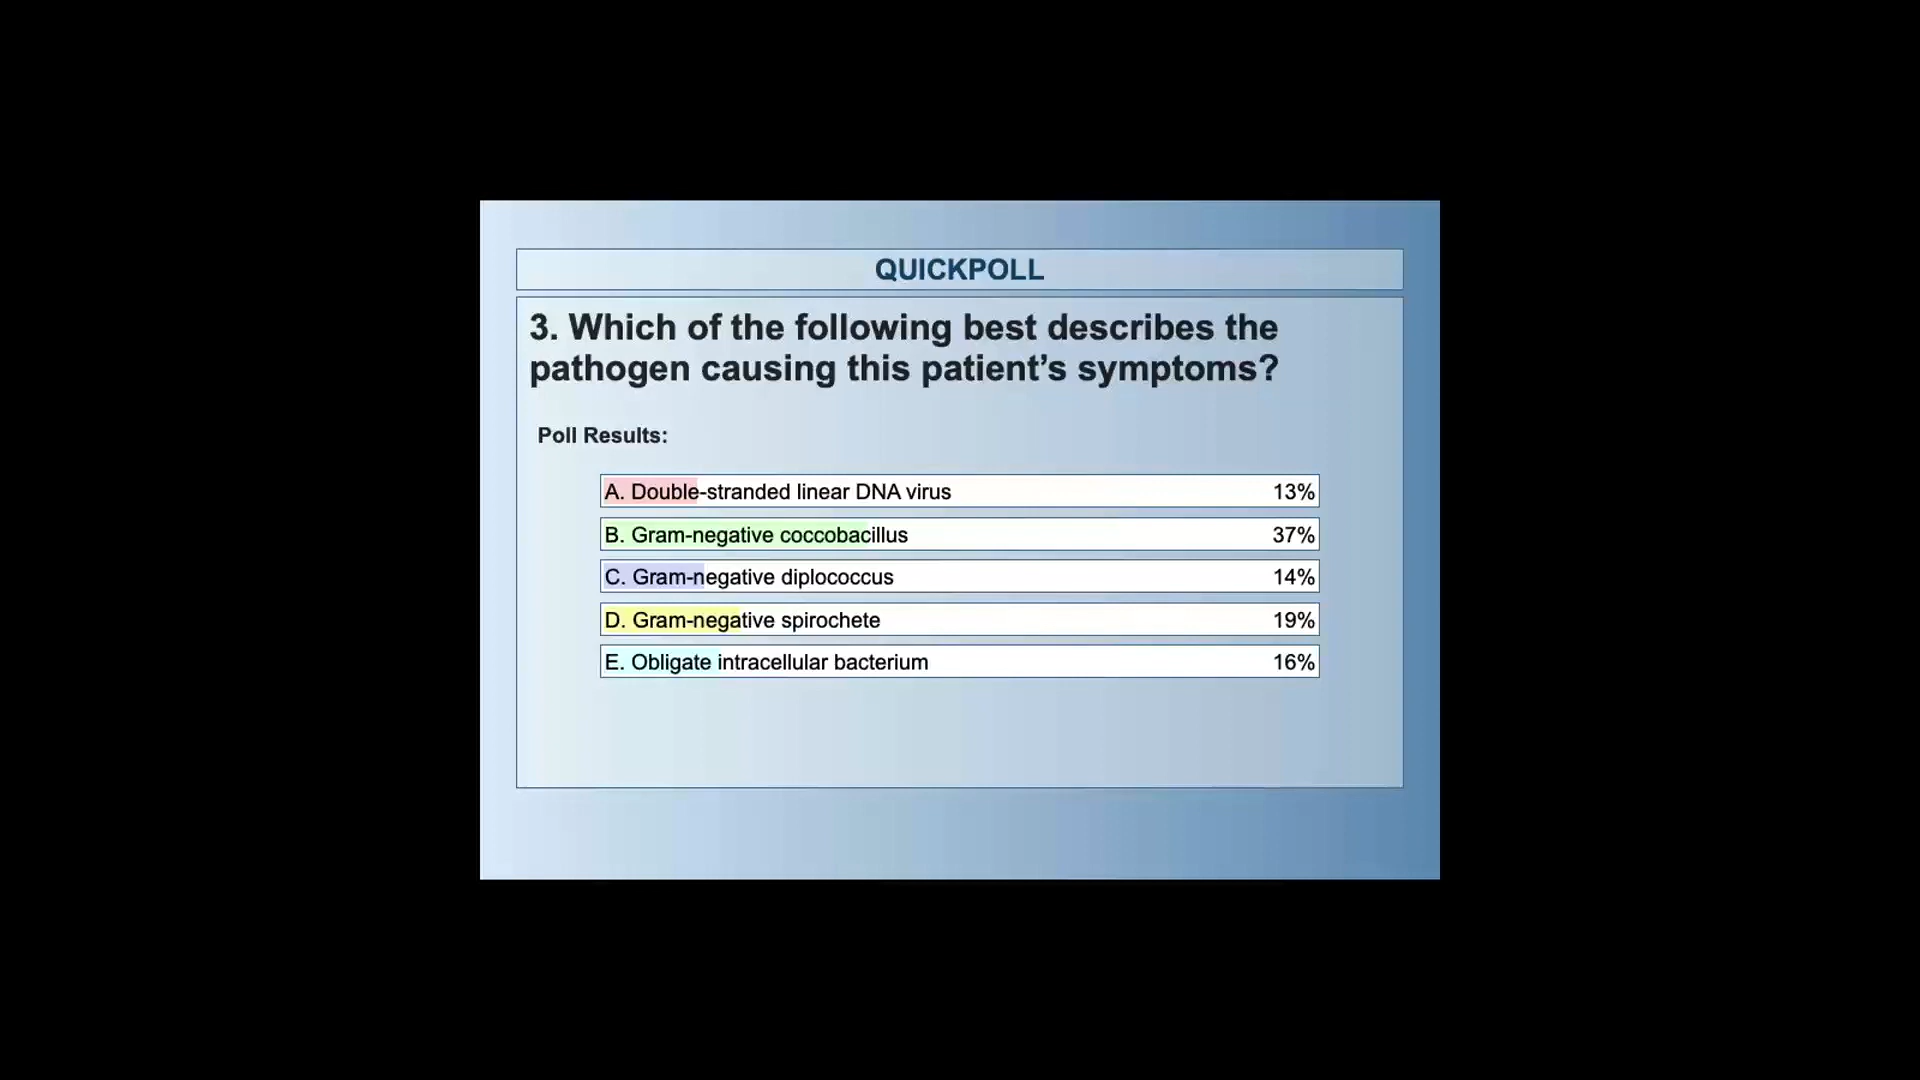 QUICKPOLL
3. Which of the following best describes the
pathogen causing this patient’s symptoms?
Poll Results:
A. Double-stranded linear DNA virus 13%
B. Gram-negative coccobacillus 37%
C. Gram-negative diplococcus 14%
D. Gram-negative spirochete 19%
E. Obligate intracellular bacterium 16%